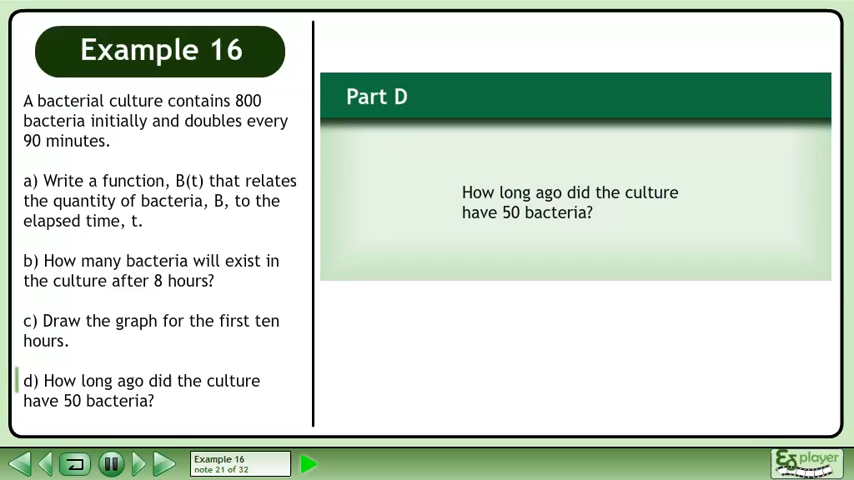 Example 16
A bacterial culture contains 800
bacteria initially and doubles every
90 minutes.
a) Write a function, B(t) that relates
the quantity of bacteria, B, to the
elapsed time, t.
b) How many bacteria will exist in
the culture after 8 hours?
c) Draw the graph for the first ten
hours.
d) How long ago did the culture
have 50 bacteria?
Part D
How long ago did the culture
have 50 bacteria?
Example 16
note 21 of 32
player